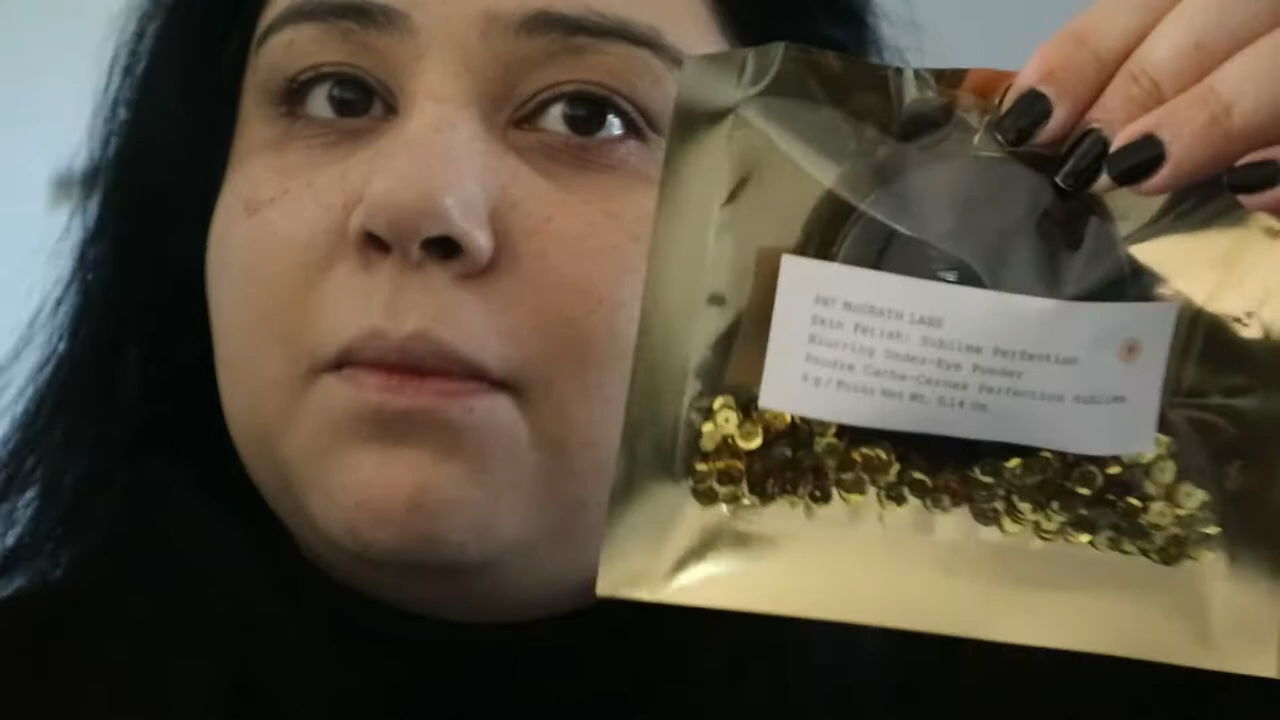 PAT McGRATH LABS
Skin Fetish: Sublime Perfection
Blurring Under-Eye Powder
Poudre Cache-Cernes Perfection Sublime
4 g / Poids Net Wt. 0.14 Oz